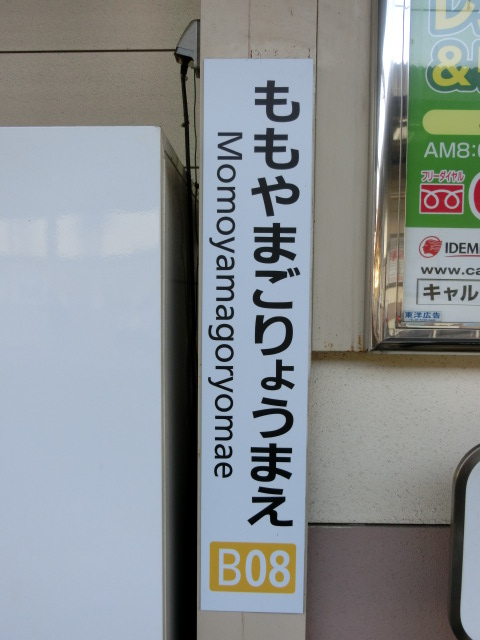 ももやまごりょうまえ
Momoyamagoryomae
B08
AM8:
フリーダイヤル
IDEM
www.ca
キャル
東洋広告